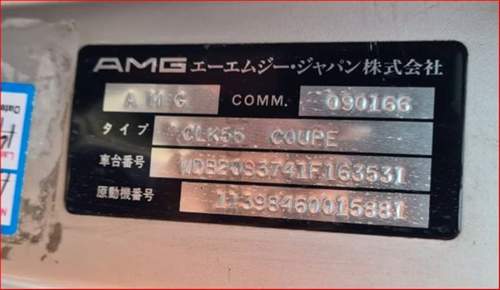 AMG エーエムジー・ジャパン株式会社
AMG COMM. 090166
タイプ CLK55 COUPE
車台番号 WDB2093741F163531
原動機番号 11398460015881